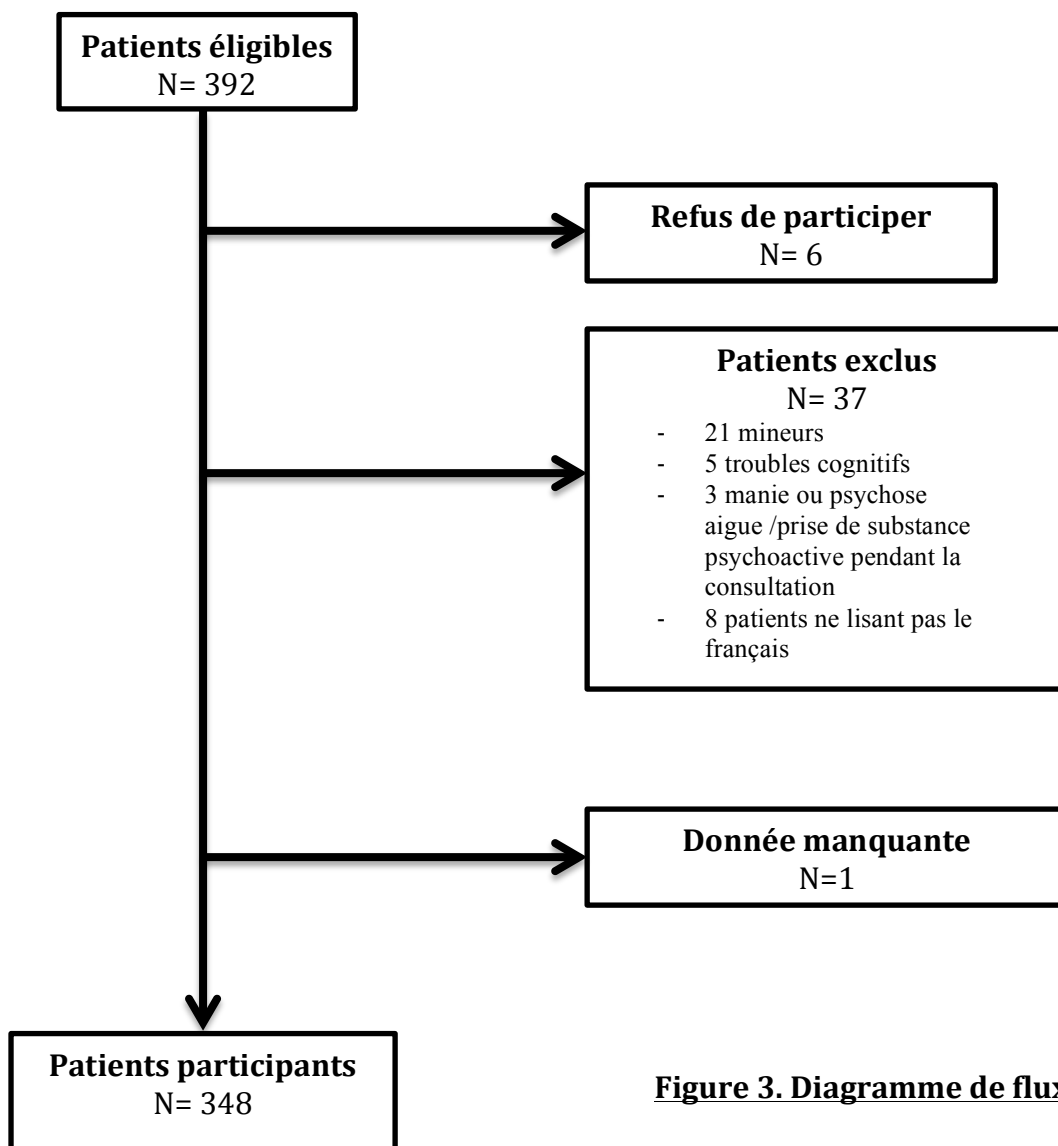 Patients éligibles
N= 392
Refus de participer
N= 6
Patients exclus
N= 37
- 21 mineurs
- 5 troubles cognitifs
- 3 manie ou psychose
aigue /prise de substance
psychoactive pendant la
consultation
- 8 patients ne lisant pas le
français
Donnée manquante
N=1
Patients participants
N= 348
Figure 3. Diagramme de flux